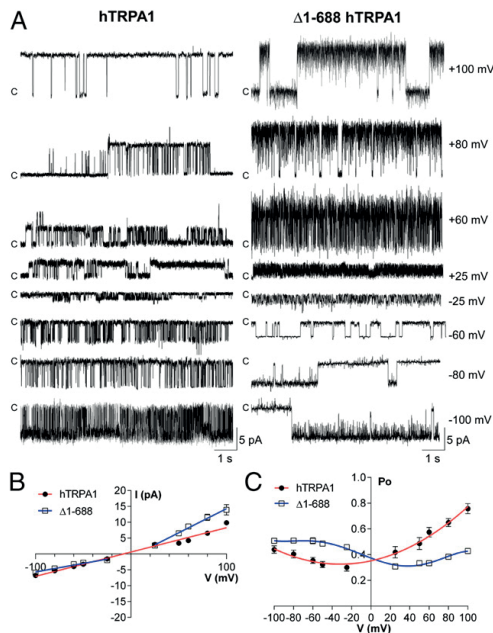 A
hTRPA1
Δ1-688 hTRPA1
C
C
+100 mV
C
C
+80 mV
C
C
+60 mV
C
C
+25 mV
C
C
-25 mV
C
C
-60 mV
C
C
-80 mV
C
C
-100 mV
5 pA
5 pA
1 s
1 s
B
hTRPA1
Δ1-688
I (pA)
20
15
10
5
-100
100
-5
V (mV)
-10
-15
-20
C
Po
hTRPA1
Δ1-688
1.0
0.8
0.6
0.4
0.2
-100 -80 -60 -40 -20 0 20 40 60 80 100
V (mV)